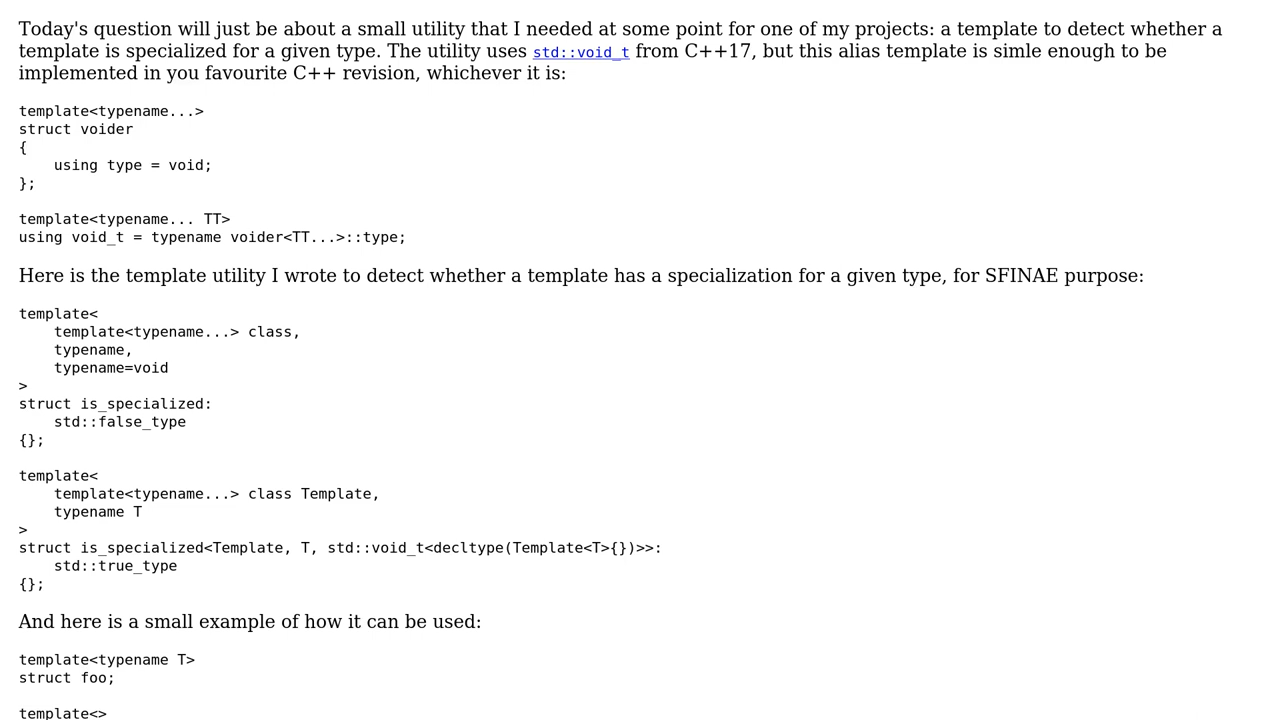 Today's question will just be about a small utility that I needed at some point for one of my projects: a template to detect whether a
template is specialized for a given type. The utility uses std::void_t from C++17, but this alias template is simle enough to be
implemented in you favourite C++ revision, whichever it is:
template<typename...>
struct voider
{
    using type = void;
};
template<typename... TT>
using void_t = typename voider<TT...>::type;
Here is the template utility I wrote to detect whether a template has a specialization for a given type, for SFINAE purpose:
template<
    template<typename...> class,
    typename,
    typename=void
>
struct is_specialized:
    std::false_type
{};
template<
    template<typename...> class Template,
    typename T
>
struct is_specialized<Template, T, std::void_t<decltype(Template<T>{})>>:
    std::true_type
{};
And here is a small example of how it can be used:
template<typename T>
struct foo;
template<>